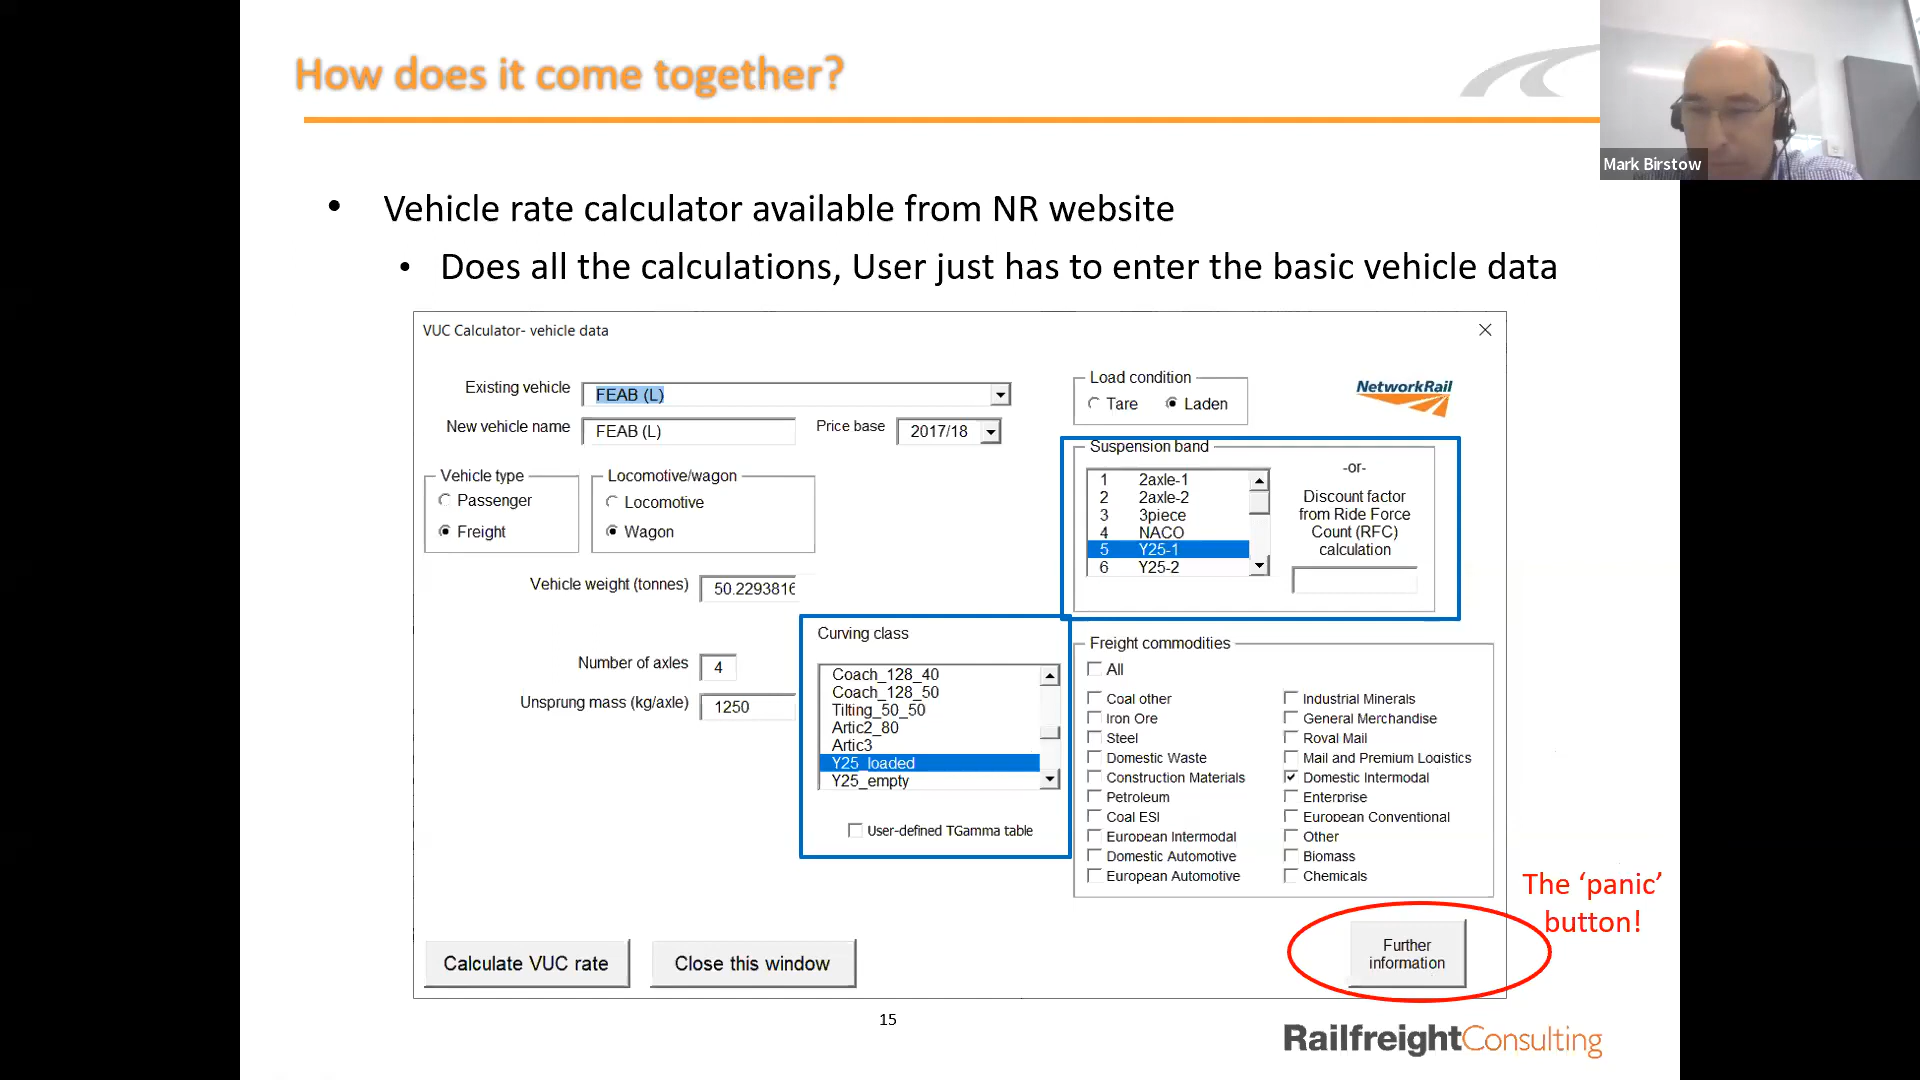 How does it come together?
Mark Birstow
• Vehicle rate calculator available from NR website
• Does all the calculations, User just has to enter the basic vehicle data
VUC Calculator- vehicle data
Existing vehicle
FEAB (L)
New vehicle name
FEAB (L)
Price base
2017/18
Load condition
Tare
Laden
NetworkRail
Vehicle type
Passenger
Freight
Locomotive/wagon
Locomotive
Wagon
Suspension band
1 2axle-1
2 2axle-2
3 3piece
4 NACO
5 Y25-1
6 Y25-2
-or-
Discount factor
from Ride Force
Count (RFC)
calculation
Vehicle weight (tonnes)
50.2293816
Number of axles
4
Unsprung mass (kg/axle)
1250
Curving class
Coach_128_40
Coach_128_50
Tilting_50_50
Artic2_80
Artic3
Y25_loaded
Y25_empty
User-defined TGamma table
Freight commodities
All
Coal other
Iron Ore
Steel
Domestic Waste
Construction Materials
Petroleum
Coal ESI
European Intermodal
Domestic Automotive
European Automotive
Industrial Minerals
General Merchandise
Royal Mail
Mail and Premium Logistics
Domestic Intermodal
Enterprise
European Conventional
Other
Biomass
Chemicals
The ‘panic’
button!
Calculate VUC rate
Close this window
Further
information
15
RailfreightConsulting